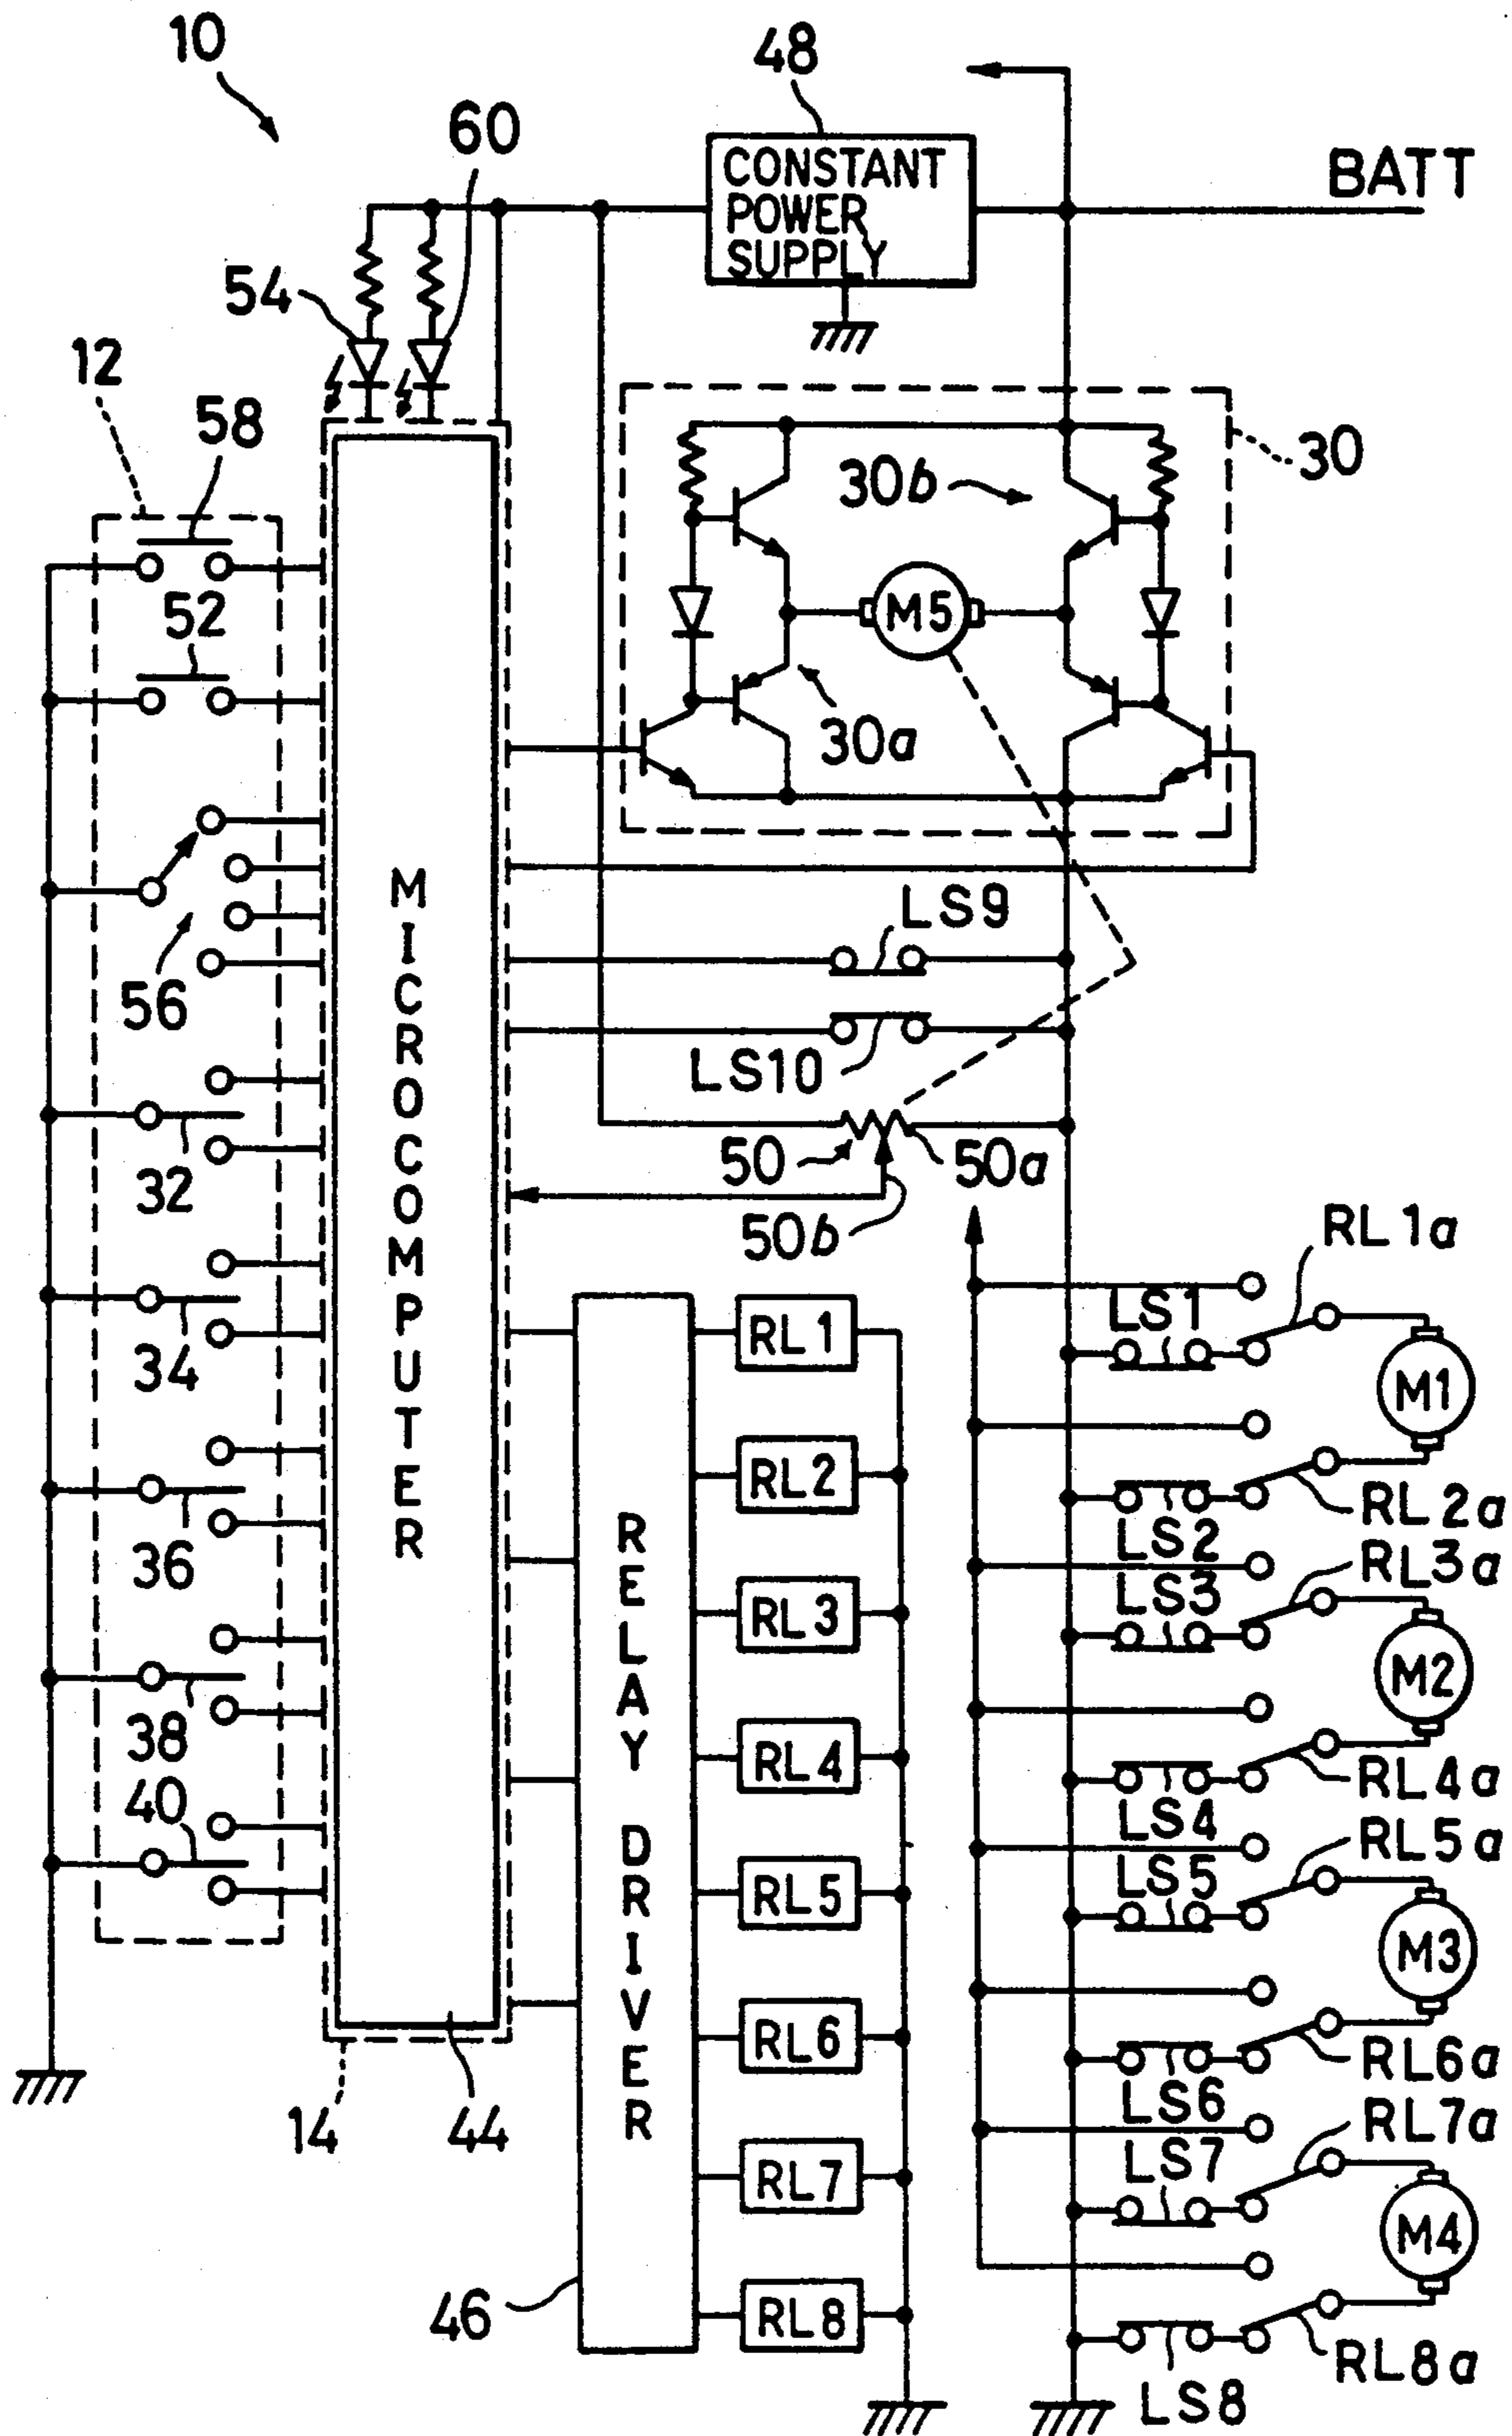 10
48
60
CONSTANT
POWER
SUPPLY
BATT
54
12
58
30b
30
52
M5
30a
MICROCOMPUTER
LS9
56
LS10
50
50a
32
50b
RL1a
LS1
RL1
34
M1
RL2
RL2a
LS2
36
RELAY DRIVER
RL3a
LS3
RL3
M2
38
RL4
RL4a
LS4
40
RL5a
LS5
RL5
M3
RL6
RL6a
LS6
14
44
RL7a
LS7
RL7
M4
46
RL8
RL8a
LS8